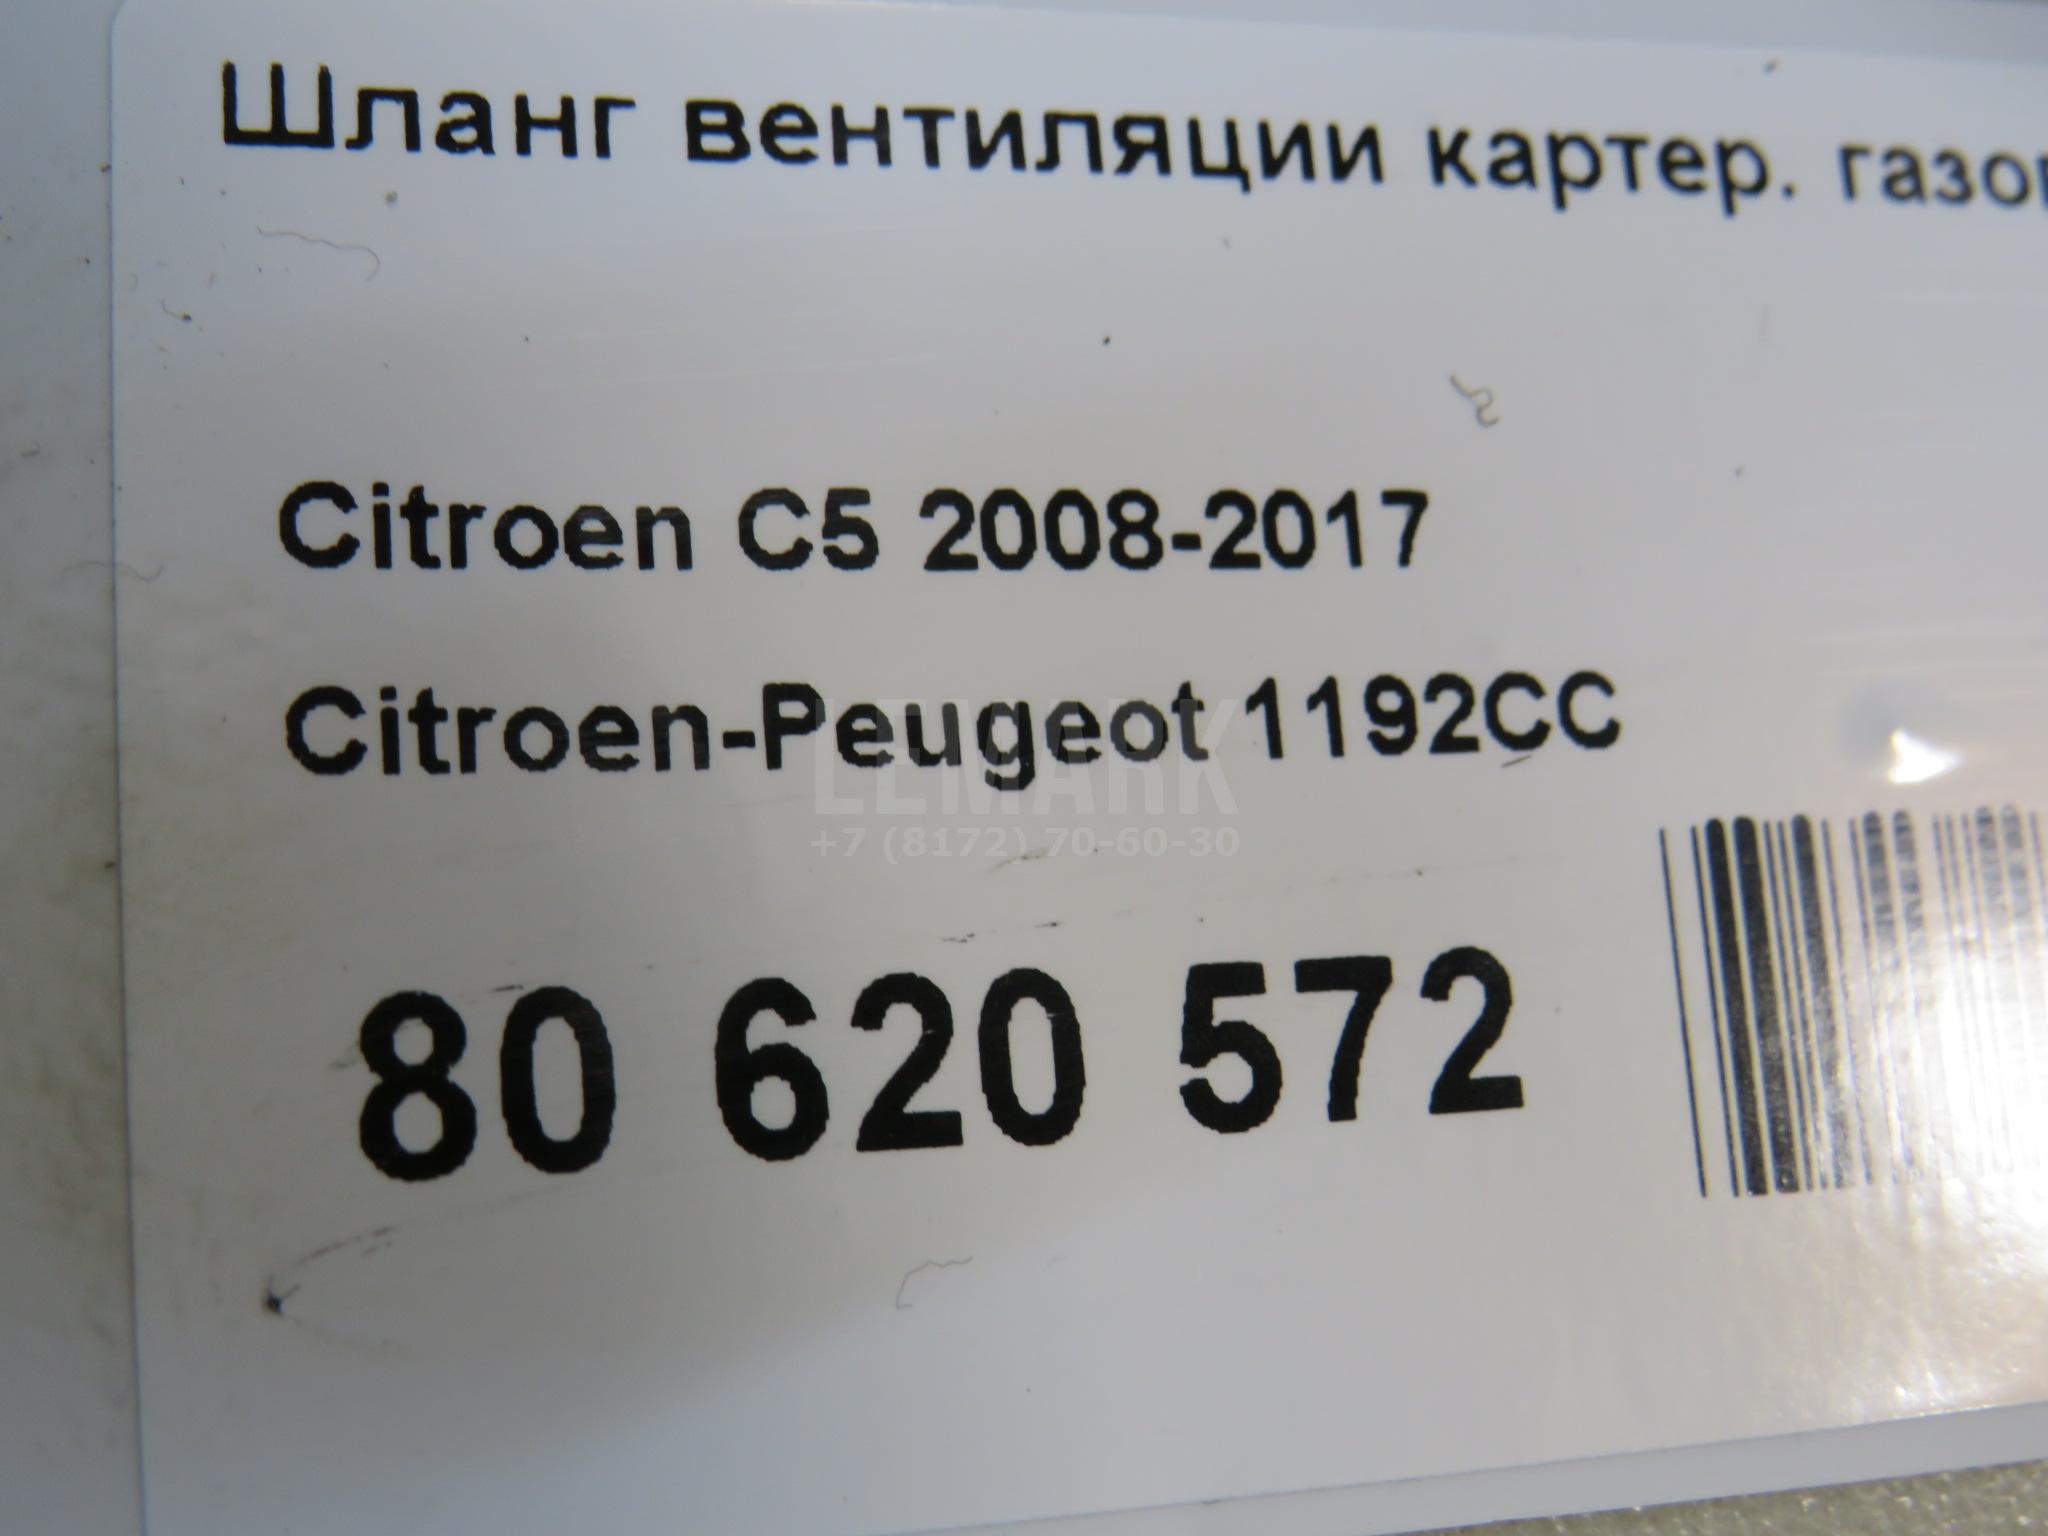 Шланг вентиляции картер. газо
Citroen C5 2008-2017
Citroen-Peugeot 1192CC
LEMARK
+7 (8172) 70-60-30
80 620 572